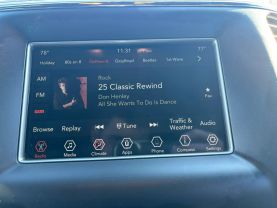 78° 11:31 77°
Holiday 80s on 8 Outlaw Grayhnd Beatles 1st Wave
AM
FM
Rock
25 Classic Rewind
Don Henley
All She Wants To Do Is Dance
Fav
Browse Replay Tune Traffic & Weather Audio
Radio Media Climate Apps Phone Compass Settings